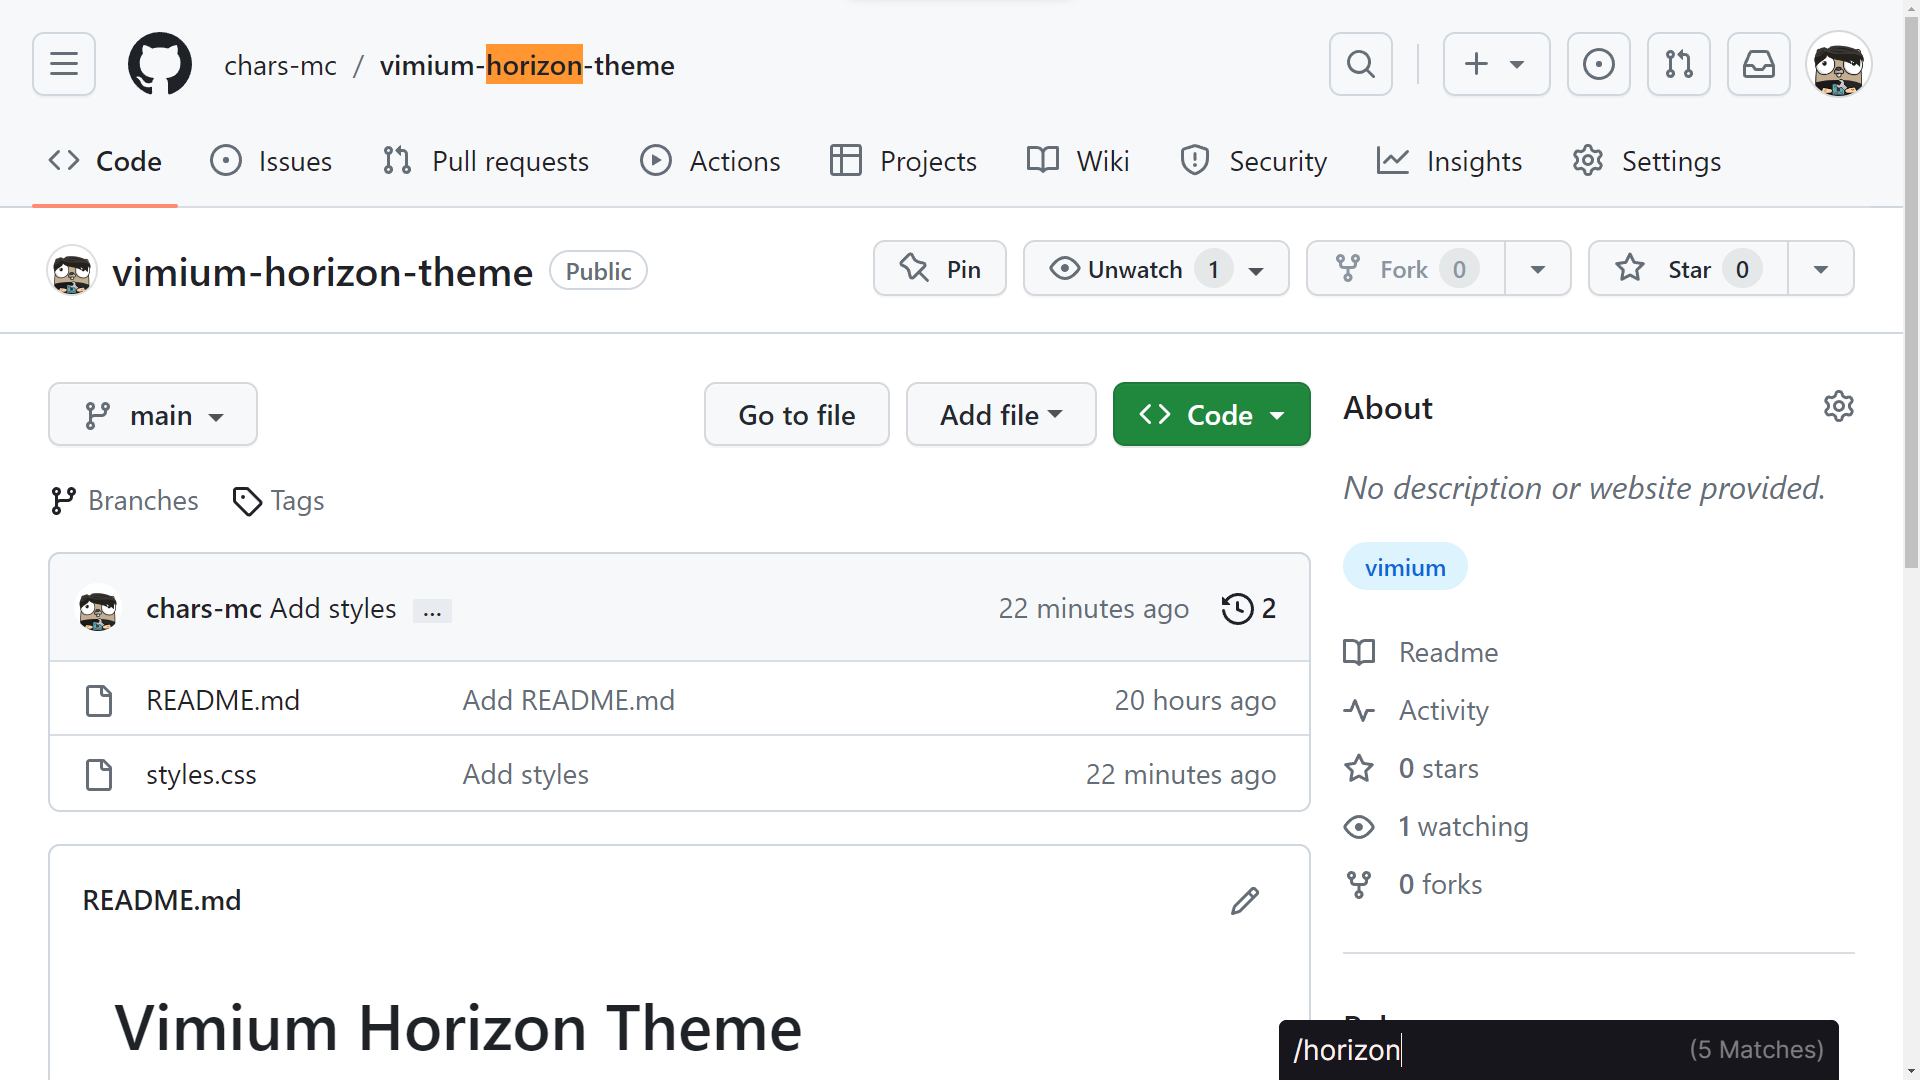 chars-mc / vimium-horizon-theme
Code Issues Pull requests Actions Projects Wiki Security Insights Settings
vimium-horizon-theme Public Pin Unwatch 1 Fork 0 Star 0
main Go to file Add file Code
Branches Tags
chars-mc Add styles ... 22 minutes ago 2
README.md Add README.md 20 hours ago
styles.css Add styles 22 minutes ago
README.md
Vimium Horizon Theme
About
No description or website provided.
vimium
Readme
Activity
0 stars
1 watching
0 forks
/horizon (5 Matches)